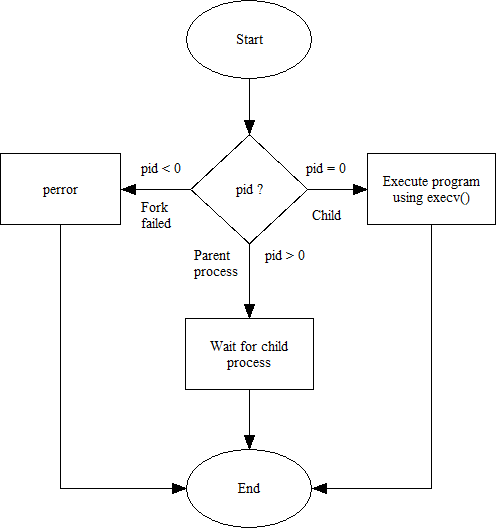 Start
pid < 0
pid = 0
perror
pid ?
Execute program
using execv()
Fork
failed
Child
Parent
process
pid > 0
Wait for child
process
End